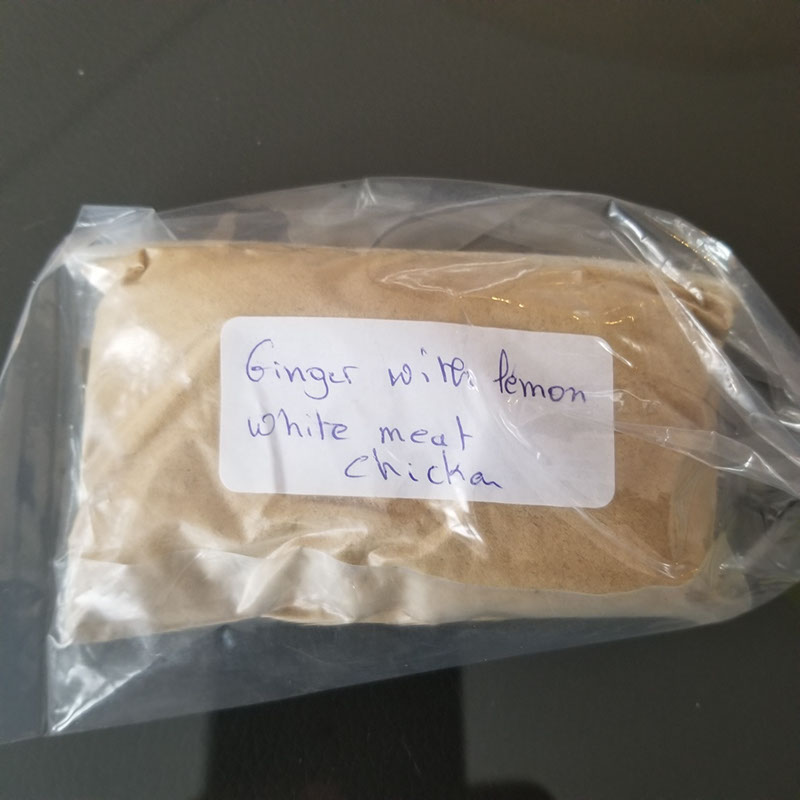 Ginger with lemon
white meat
chicken